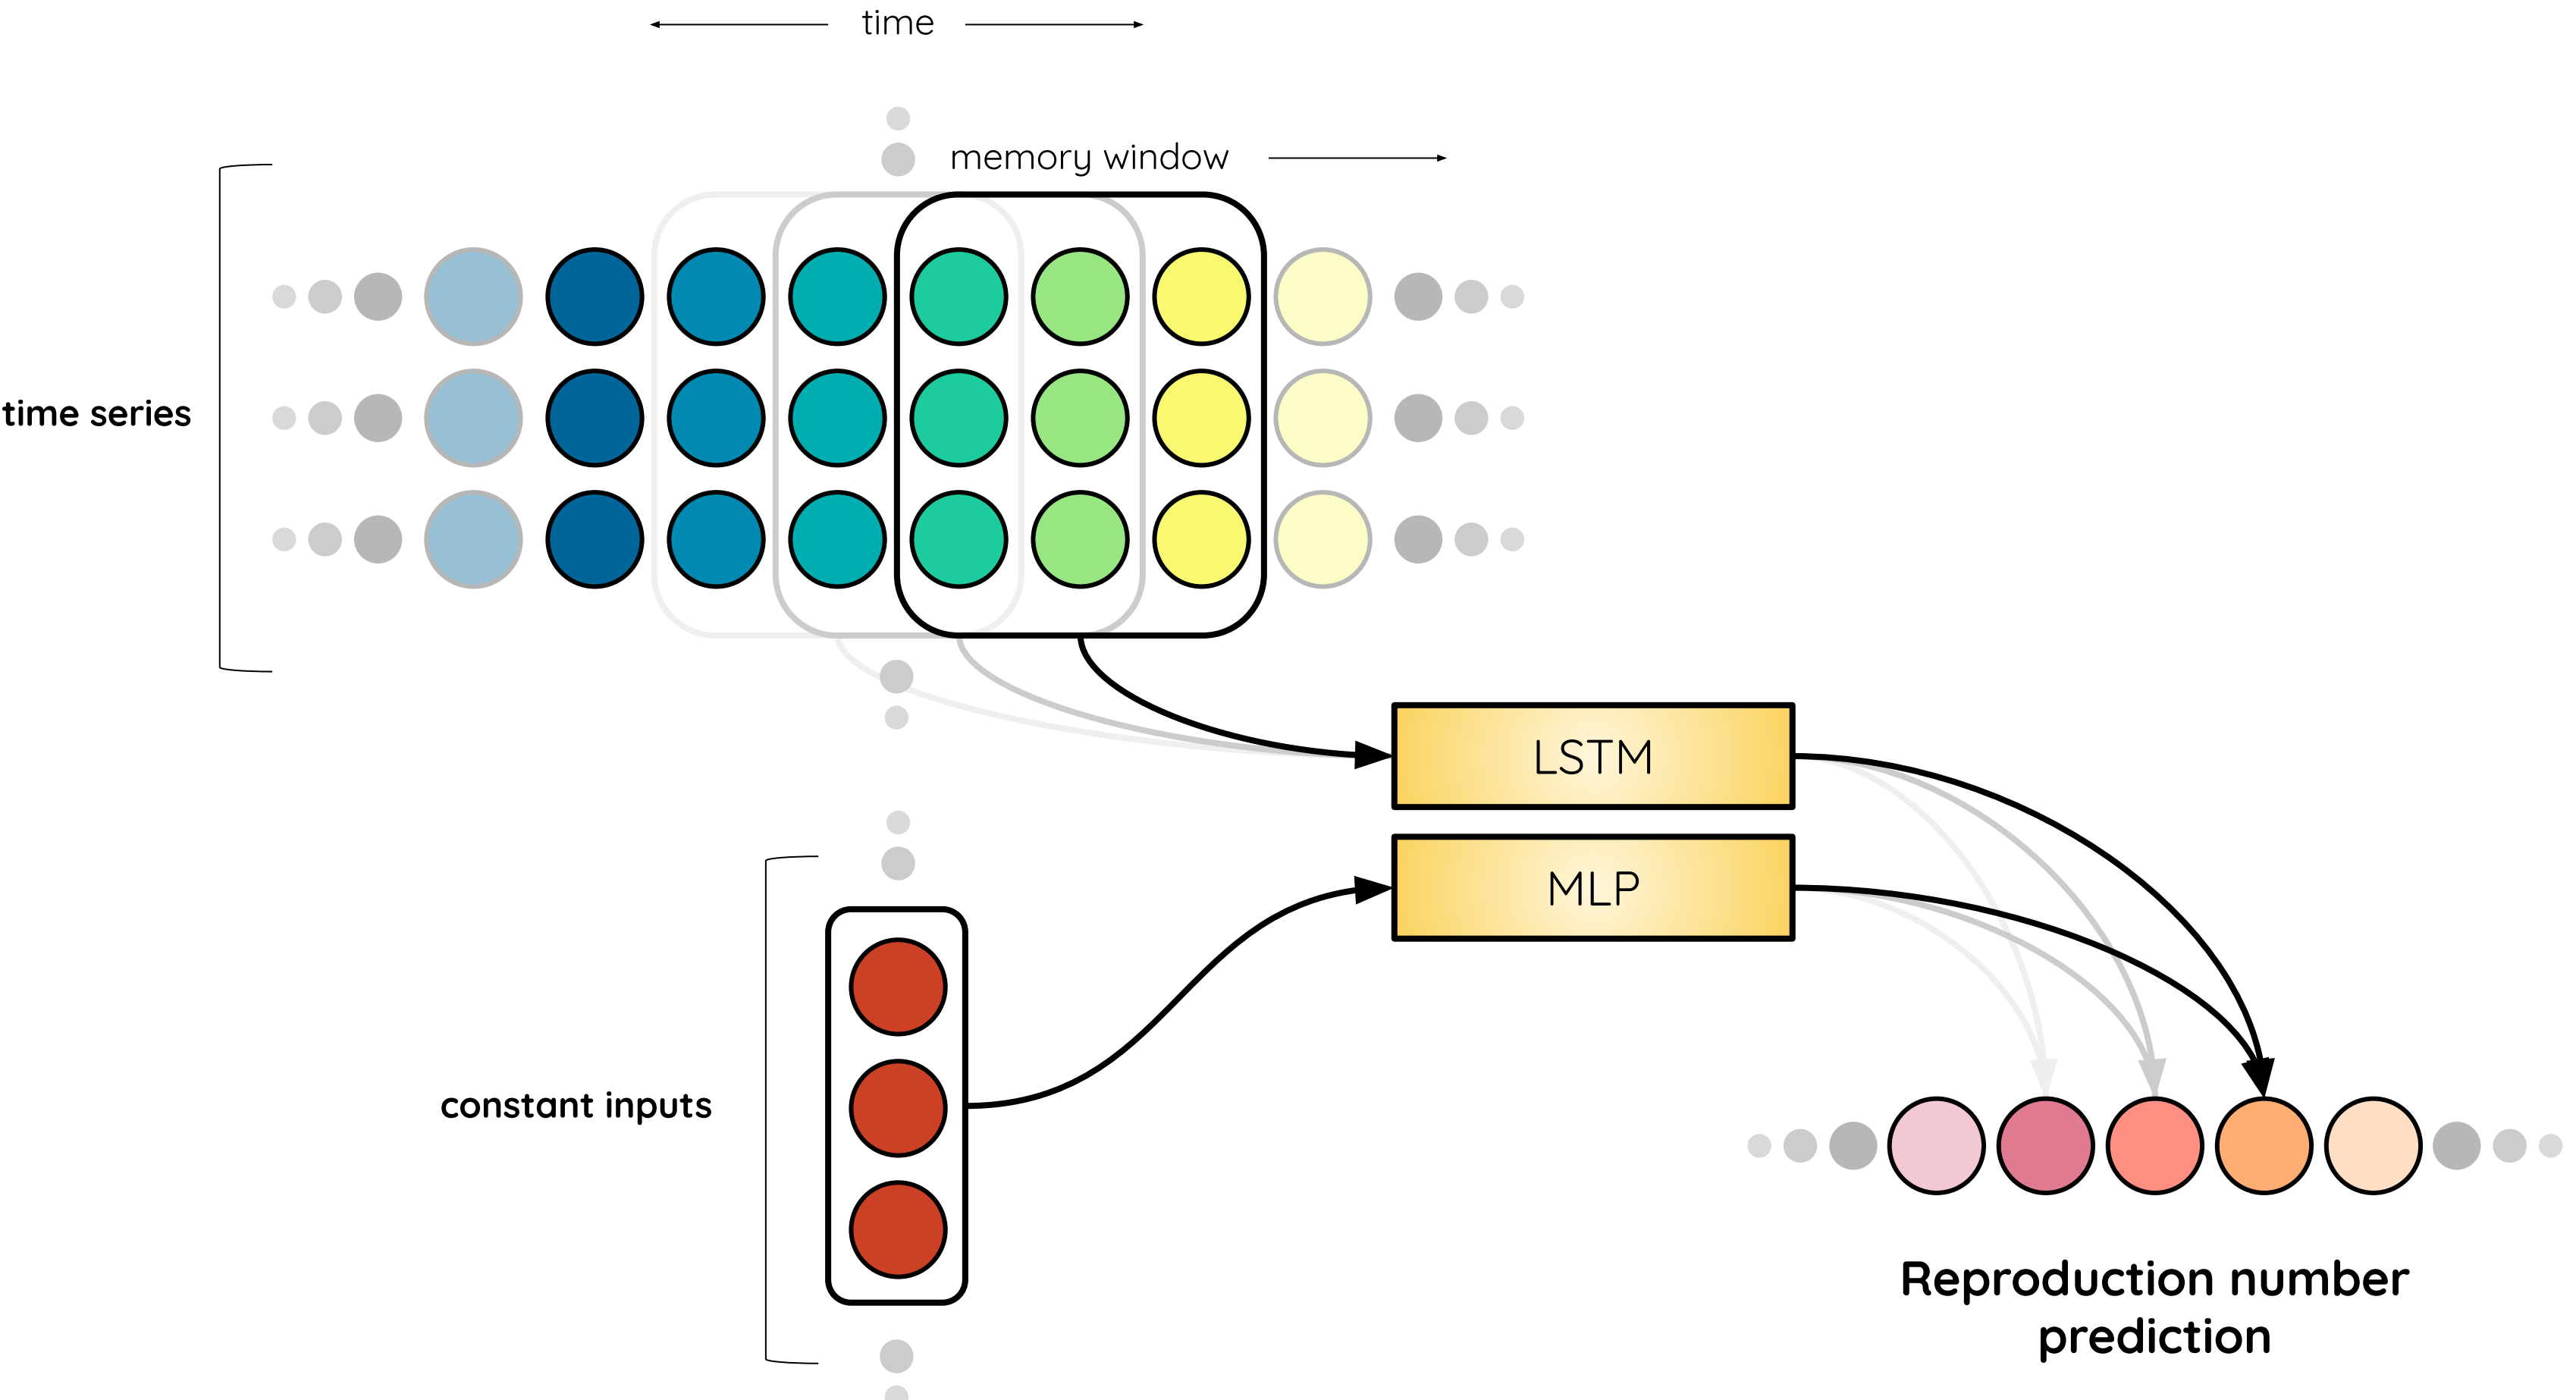 time
memory window
time series
LSTM
MLP
constant inputs
Reproduction number
prediction